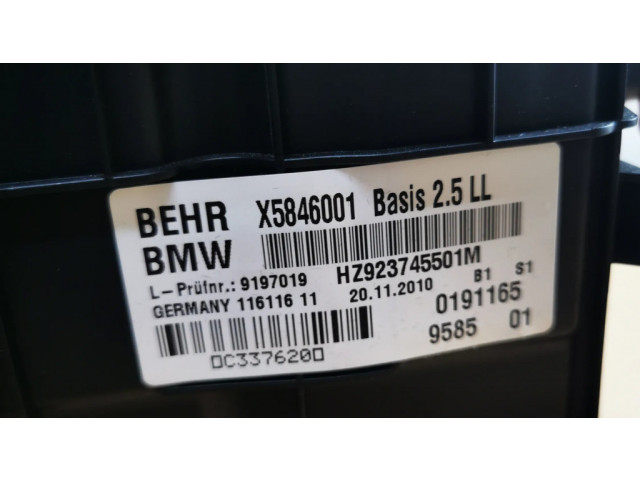 BEHR X5846001 Basis 2.5 LL
BMW HZ923745501M
L-Prüfnr.: 9197019 20.11.2010 B1 S1
GERMANY 116116 11 0191165
9585 01
0C3376200